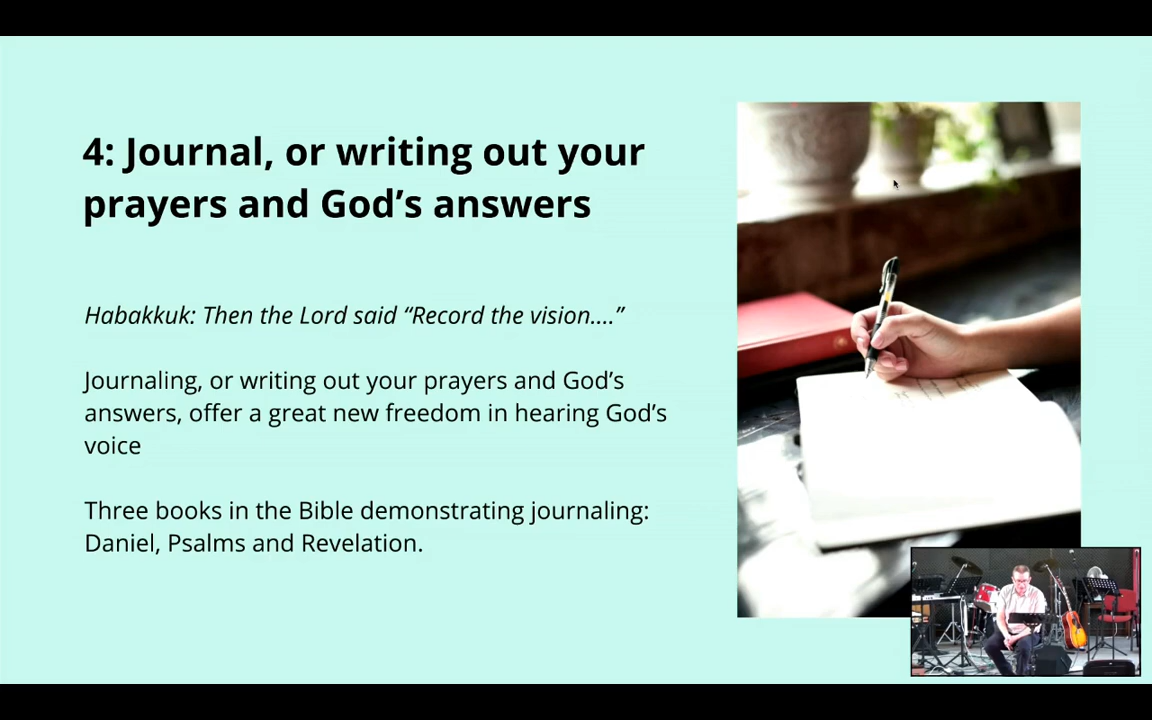 4: Journal, or writing out your
prayers and God’s answers
Habakkuk: Then the Lord said “Record the vision....”
Journaling, or writing out your prayers and God’s
answers, offer a great new freedom in hearing God’s
voice
Three books in the Bible demonstrating journaling:
Daniel, Psalms and Revelation.